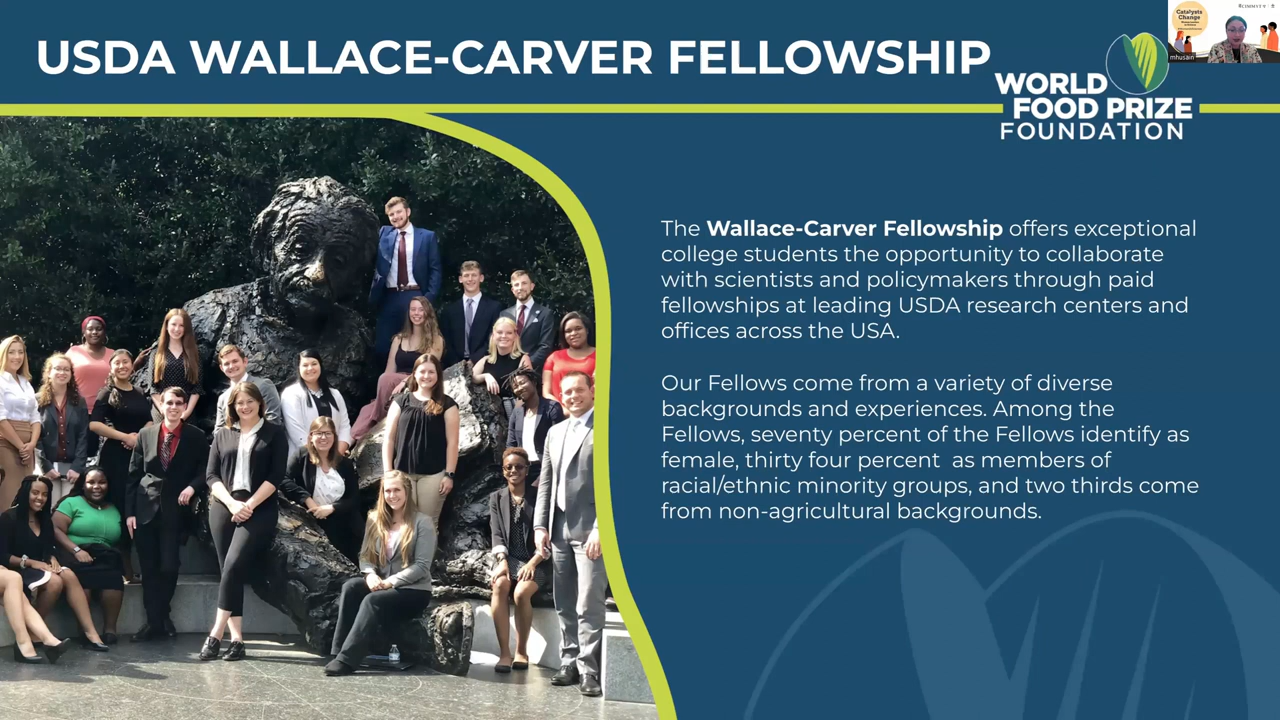 USDA WALLACE-CARVER FELLOWSHIP
WORLD
FOOD PRIZE
FOUNDATION
Catalysts
Change
mhusain
The Wallace-Carver Fellowship offers exceptional
college students the opportunity to collaborate
with scientists and policymakers through paid
fellowships at leading USDA research centers and
offices across the USA.
Our Fellows come from a variety of diverse
backgrounds and experiences. Among the
Fellows, seventy percent of the Fellows identify as
female, thirty four percent  as members of
racial/ethnic minority groups, and two thirds come
from non-agricultural backgrounds.